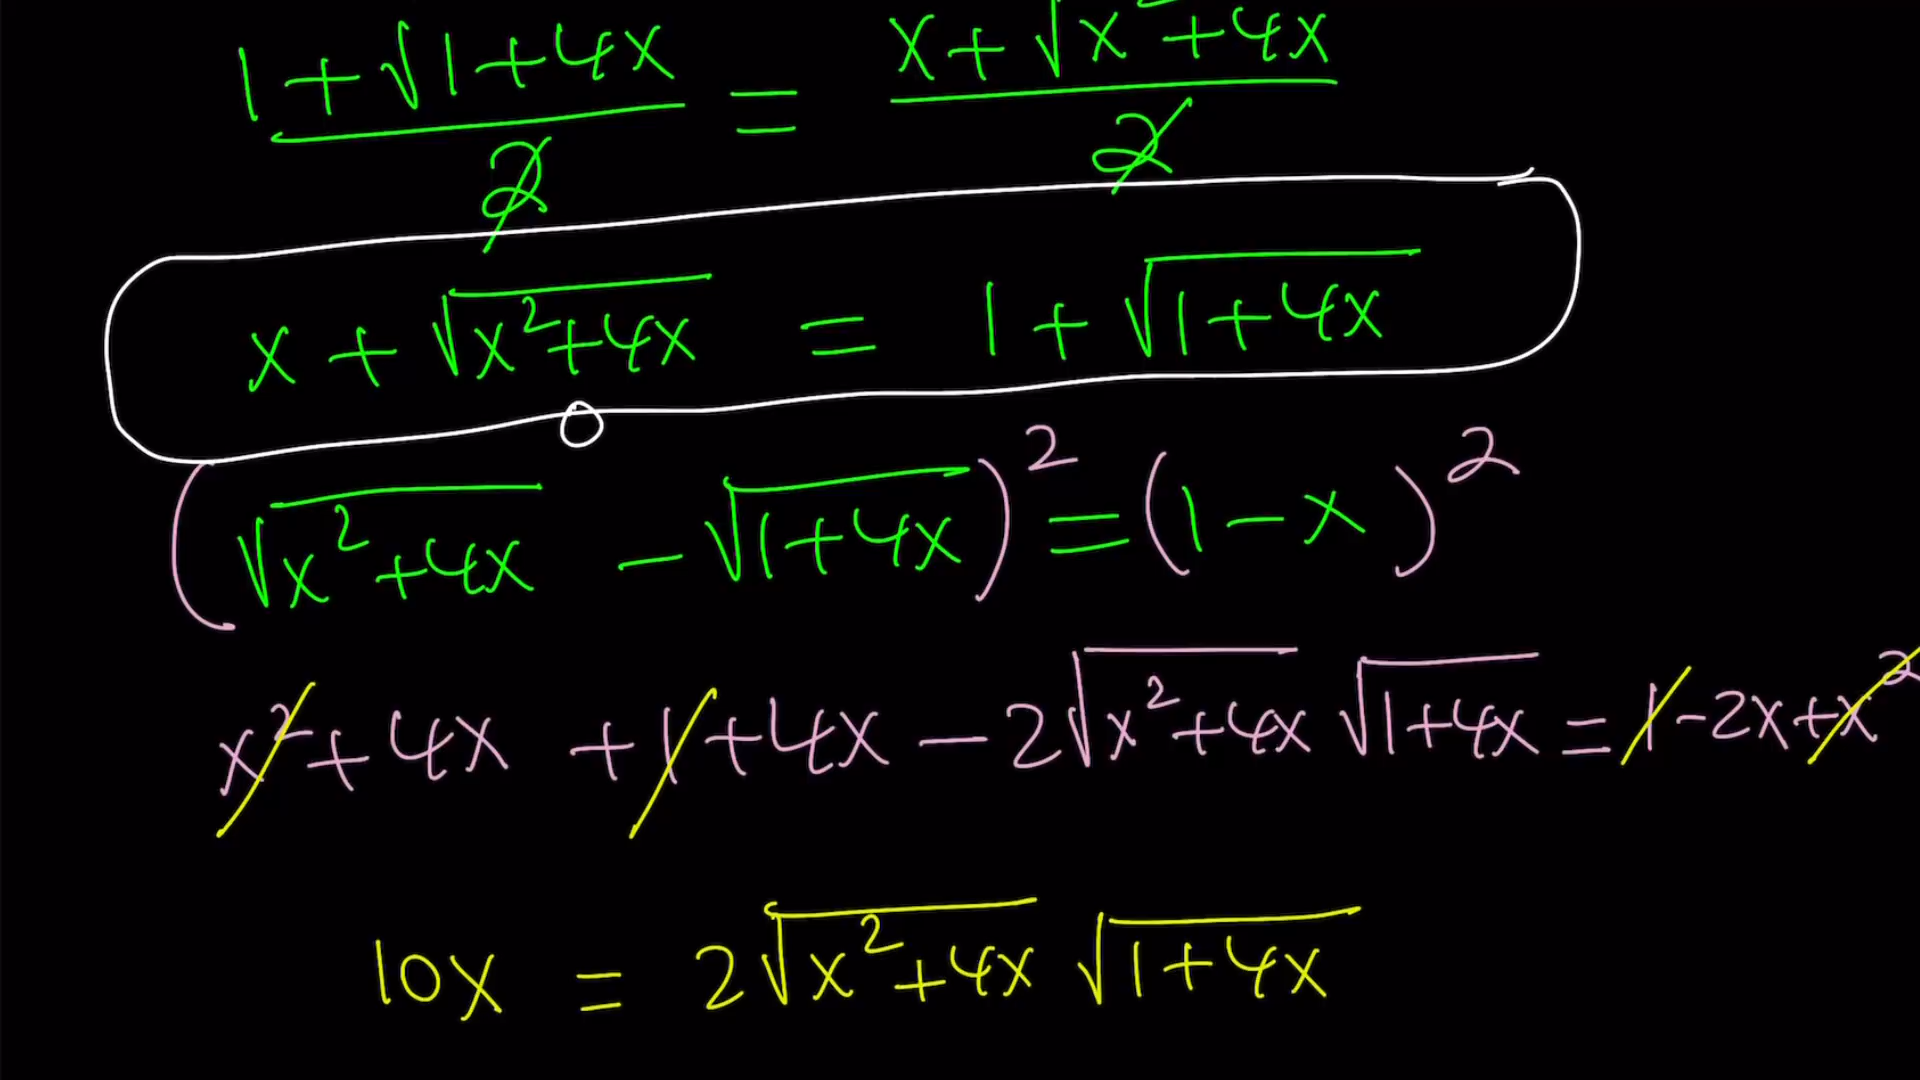 1+√1+4x / 2 = x+√x²+4x / 2
x + √x²+4x = 1 + √1+4x
(√x²+4x - √1+4x)² = (1-x)²
x² + 4x + 1 + 4x - 2√x²+4x √1+4x = 1 - 2x + x²
10x = 2√x²+4x √1+4x